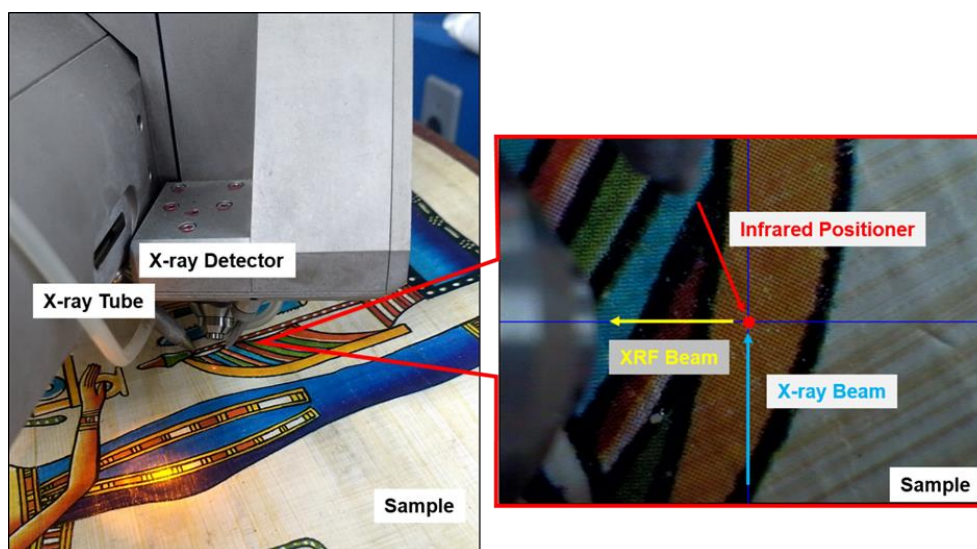 X-ray Detector
X-ray Tube
Sample
Infrared Positioner
XRF Beam
X-ray Beam
Sample